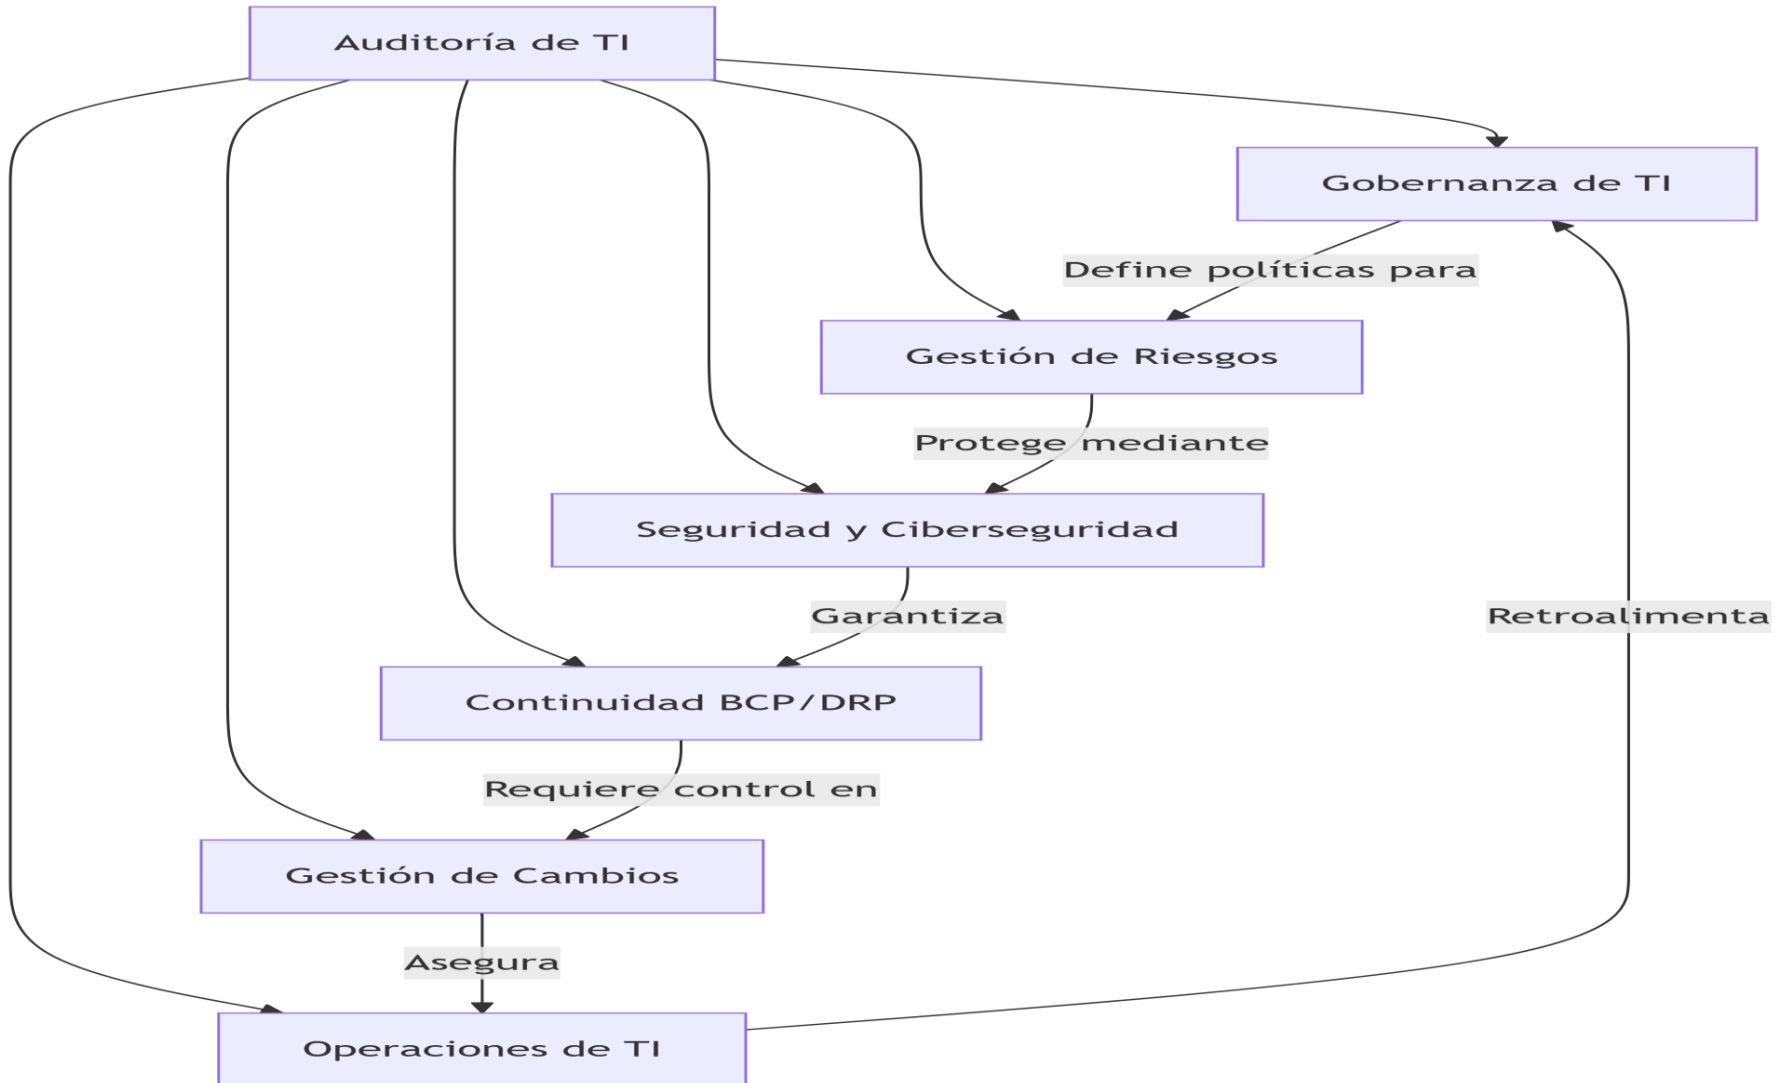 Auditoría de TI
Gobernanza de TI
Define políticas para
Gestión de Riesgos
Protege mediante
Seguridad y Ciberseguridad
Garantiza
Retroalimenta
Continuidad BCP/DRP
Requiere control en
Gestión de Cambios
Asegura
Operaciones de TI